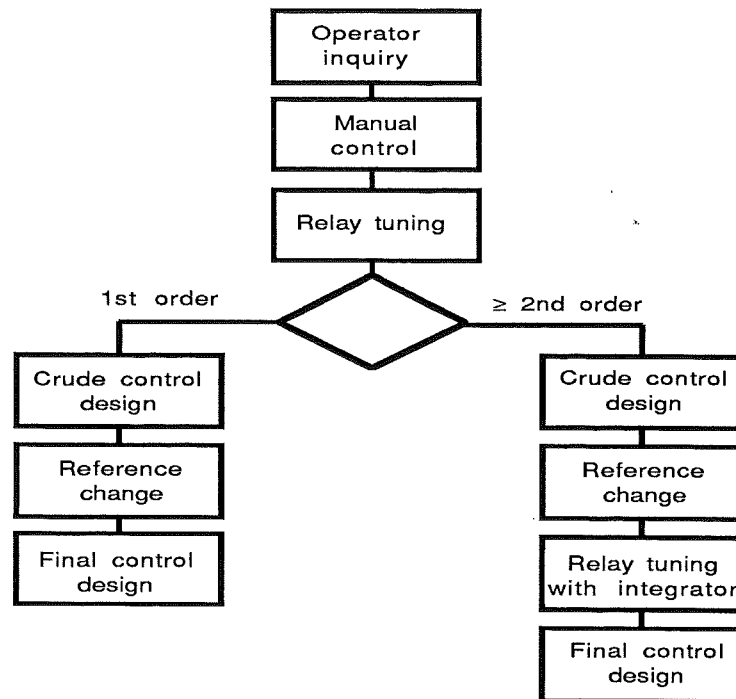 Operator
inquiry
Manual
control
Relay tuning
1st order
≥ 2nd order
Crude control
design
Reference
change
Final control
design
Crude control
design
Reference
change
Relay tuning
with integrator
Final control
design